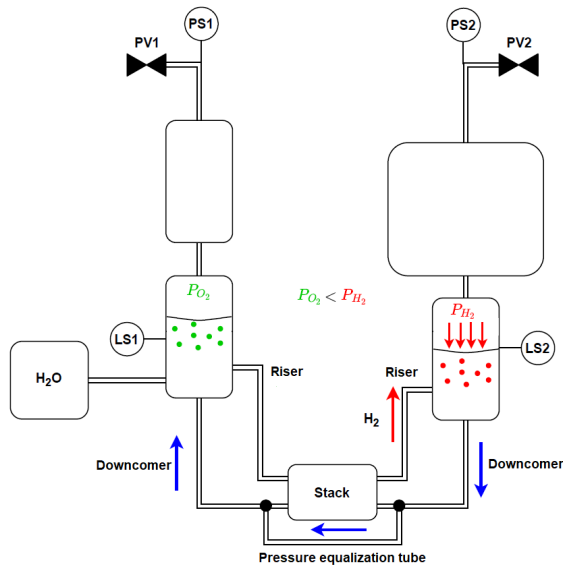 PS1
PS2
PV1
PV2
P_{O_2}
P_{O_2} < P_{H_2}
P_{H_2}
LS1
LS2
H₂O
Riser
Riser
H₂
Downcomer
Downcomer
Stack
Pressure equalization tube